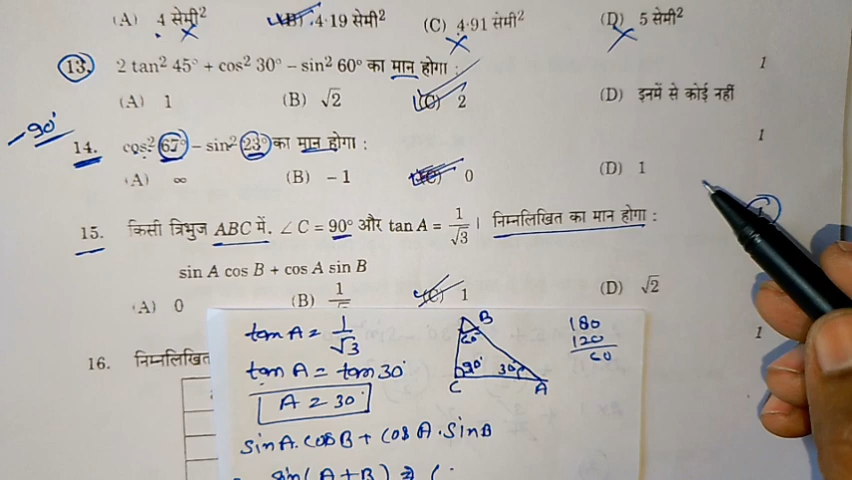 (A) 4 सेमी² (B) 4·19 सेमी² (C) 4·91 सेमी² (D) 5 सेमी²
13. 2 tan² 45° + cos² 30° − sin² 60° का मान होगा : 1
(A) 1 (B) √2 (C) 2 (D) इनमें से कोई नहीं
-90°
14. cos² 67° − sin² 23° का मान होगा : 1
(A) ∞ (B) − 1 (C) 0 (D) 1
15. किसी त्रिभुज ABC में, ∠ C = 90° और tan A = 1/√3 । निम्नलिखित का मान होगा : 1
sin A cos B + cos A sin B
(A) 0 (B) 1 (C) 1 (D) √2
16. निम्नलिखित 1
tan A = 1/√3
tan A = tan 30°
A = 30°
sin A. cos B + cos A. sin B
sin (A + B)
B
60°
90° 30°
C A
180
120
60